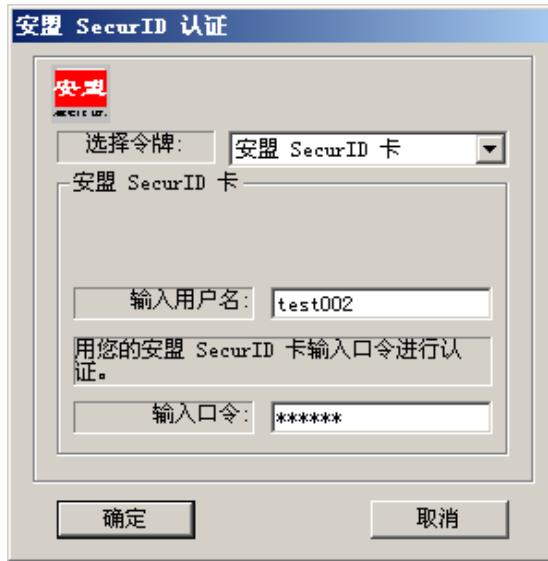 安盟 SecurID 认证
安盟
选择令牌:
安盟 SecurID 卡
安盟 SecurID 卡
输入用户名:
test002
用您的安盟 SecurID 卡输入口令进行认
证。
输入口令:
******
确定
取消